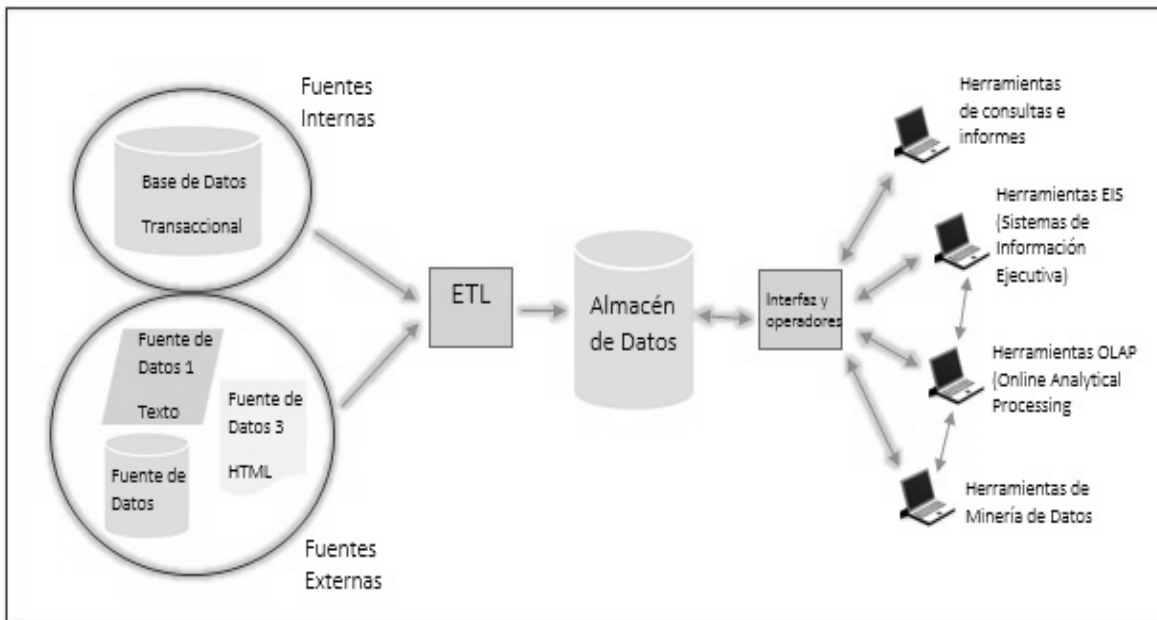 Fuentes
Internas
Base de Datos
Transaccional
Fuente de
Datos 1
Texto
Fuente de
Datos 3
HTML
Fuente de
Datos
Fuentes
Externas
ETL
Almacén
de Datos
Interfaz y
operadores
Herramientas
de consultas e
informes
Herramientas EIS
(Sistemas de
Información
Ejecutiva)
Herramientas OLAP
(Online Analytical
Processing
Herramientas de
Minería de Datos